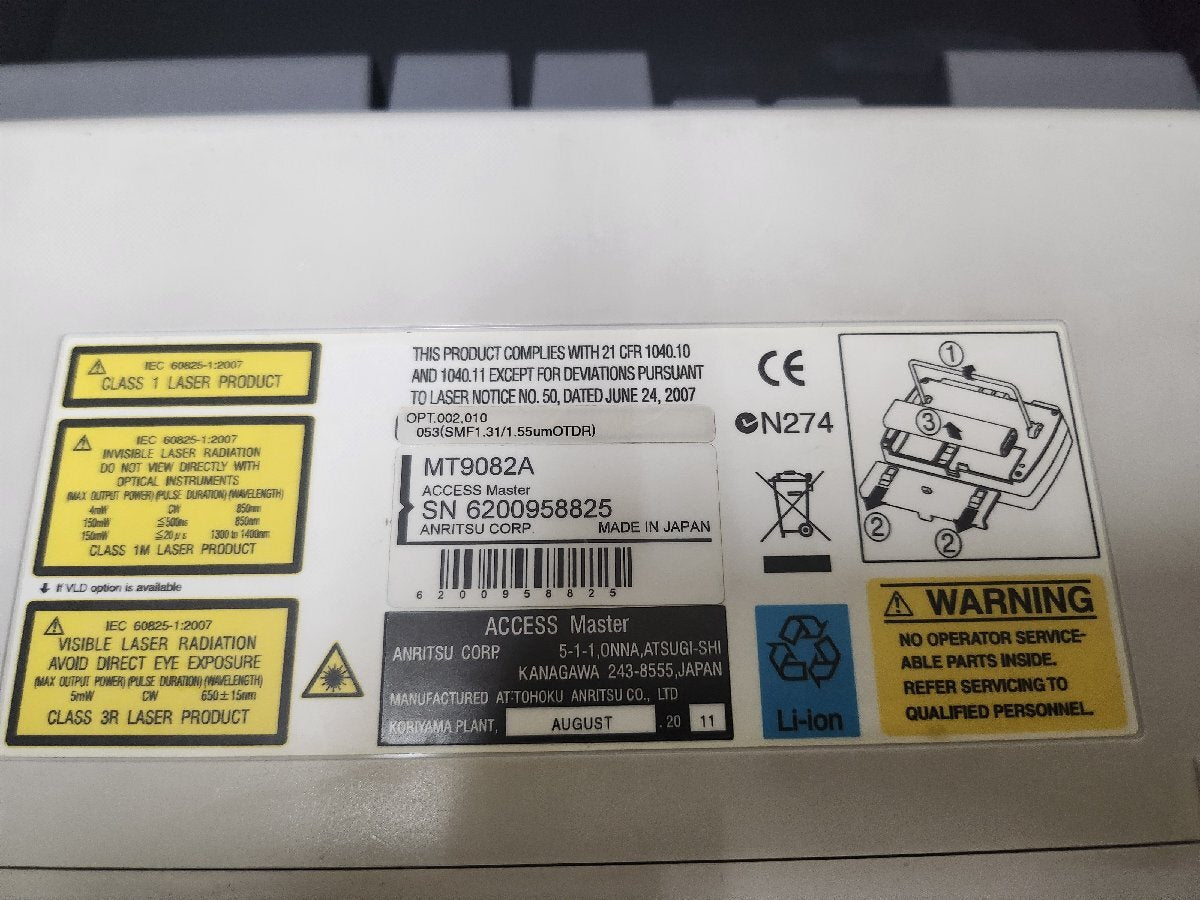 IEC 60825-1:2007
CLASS 1 LASER PRODUCT
IEC 60825-1:2007
INVISIBLE LASER RADIATION
DO NOT VIEW DIRECTLY WITH
OPTICAL INSTRUMENTS
(MAX OUTPUT POWER) (PULSE DURATION) (WAVELENGTH)
4mW CW 850nm
150mW ≦500ns 850nm
150mW ≦20μs 1300 to 1400nm
CLASS 1M LASER PRODUCT
If VLD option is available
IEC 60825-1:2007
VISIBLE LASER RADIATION
AVOID DIRECT EYE EXPOSURE
(MAX OUTPUT POWER) (PULSE DURATION) (WAVELENGTH)
5mW CW 650±15nm
CLASS 3R LASER PRODUCT
THIS PRODUCT COMPLIES WITH 21 CFR 1040.10
AND 1040.11 EXCEPT FOR DEVIATIONS PURSUANT
TO LASER NOTICE NO. 50, DATED JUNE 24, 2007
OPT.002,010
053(SMF1.31/1.55umOTDR)
MT9082A
ACCESS Master
SN 6200958825
ANRITSU CORP. MADE IN JAPAN
6200958825
ACCESS Master
ANRITSU CORP. 5-1-1,ONNA,ATSUGI-SHI
KANAGAWA 243-8555,JAPAN
MANUFACTURED AT:TOHOKU ANRITSU CO., LTD
KORIYAMA PLANT, AUGUST . 20 11
CE
N274
Li-ion
①
③
②
②
WARNING
NO OPERATOR SERVICE-
ABLE PARTS INSIDE.
REFER SERVICING TO
QUALIFIED PERSONNEL.